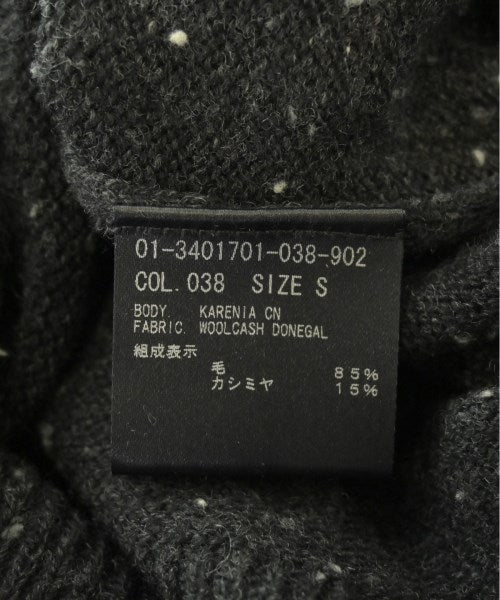 01-3401701-038-902
COL. 038 SIZE S
BODY. KARENIA CN
FABRIC. WOOLCASH DONEGAL
組成表示
毛 85%
カシミヤ 15%